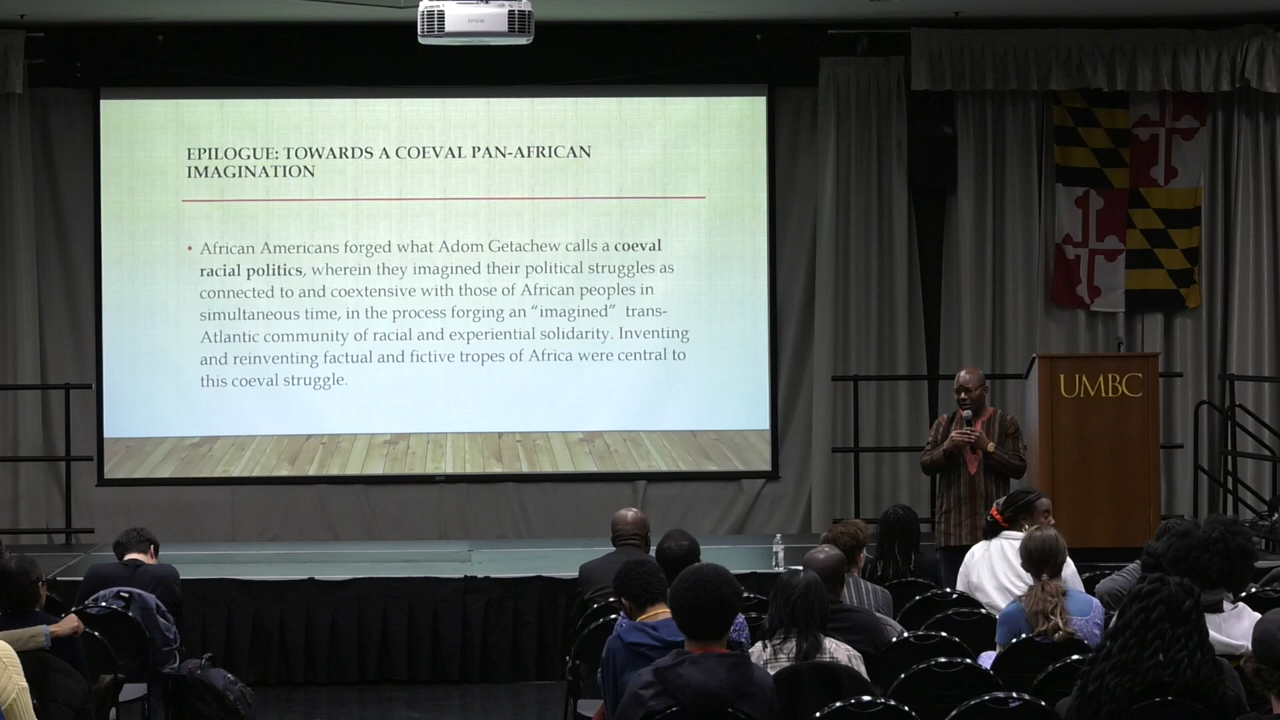 EPSON
EPILOGUE: TOWARDS A COEVAL PAN-AFRICAN
IMAGINATION
• African Americans forged what Adom Getachew calls a coeval
racial politics, wherein they imagined their political struggles as
connected to and coextensive with those of African peoples in
simultaneous time, in the process forging an “imagined” trans-
Atlantic community of racial and experiential solidarity. Inventing
and reinventing factual and fictive tropes of Africa were central to
this coeval struggle.
UMBC